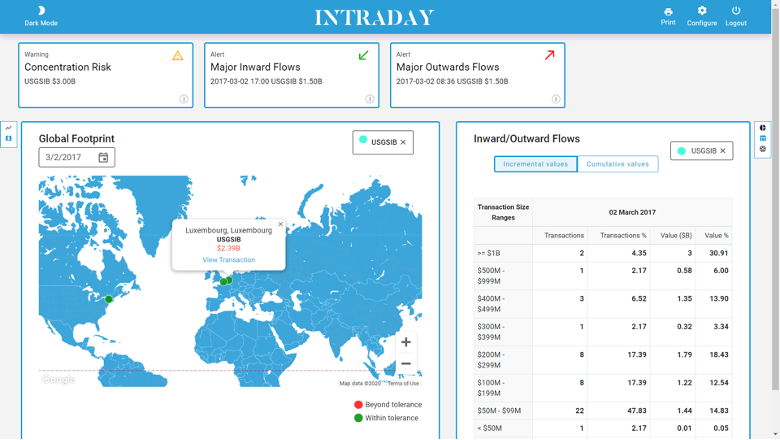 Dark Mode
INTRADAY
Print
Configure
Logout
Warning
Concentration Risk
USGSIB $3.00B
Alert
Major Inward Flows
2017-03-02 17:00 USGSIB $1.50B
Alert
Major Outwards Flows
2017-03-02 08:36 USGSIB $1.50B
Global Footprint
3/2/2017
USGSIB ×
Luxembourg, Luxembourg
USGSIB
$2.39B
View Transaction
Google
Map data ©2020 Terms of Use
Beyond tolerance
Within tolerance
Inward/Outward Flows
USGSIB ×
Incremental values
Cumulative values
Transaction Size
Ranges
02 March 2017
Transactions Transactions % Value ($B) Value %
>= $1B 2 4.35 3 30.91
$500M -
$999M
1 2.17 0.58 6.00
$400M -
$499M
3 6.52 1.35 13.90
$300M -
$399M
1 2.17 0.32 3.34
$200M -
$299M
8 17.39 1.79 18.43
$100M -
$199M
8 17.39 1.22 12.54
$50M - $99M 22 47.83 1.44 14.83
< $50M 1 2.17 0.01 0.05